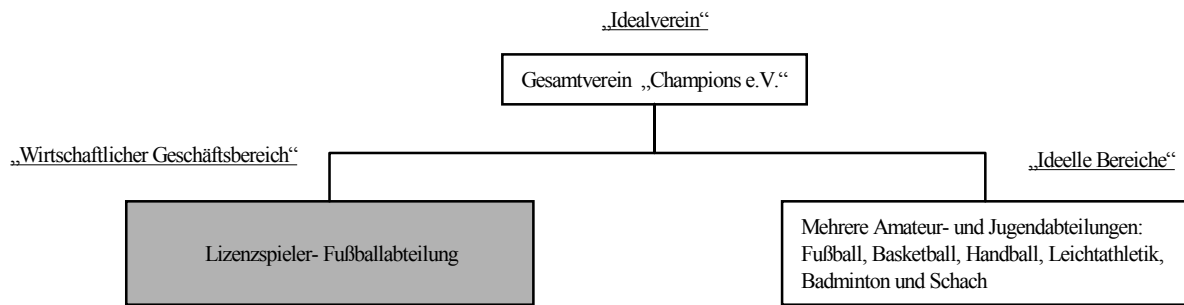 „Idealverein“
Gesamtverein „Champions e.V.“
„Wirtschaftlicher Geschäftsbereich“
„Ideelle Bereiche“
Lizenzspieler- Fußballabteilung
Mehrere Amateur- und Jugendabteilungen:
Fußball, Basketball, Handball, Leichtathletik,
Badminton und Schach